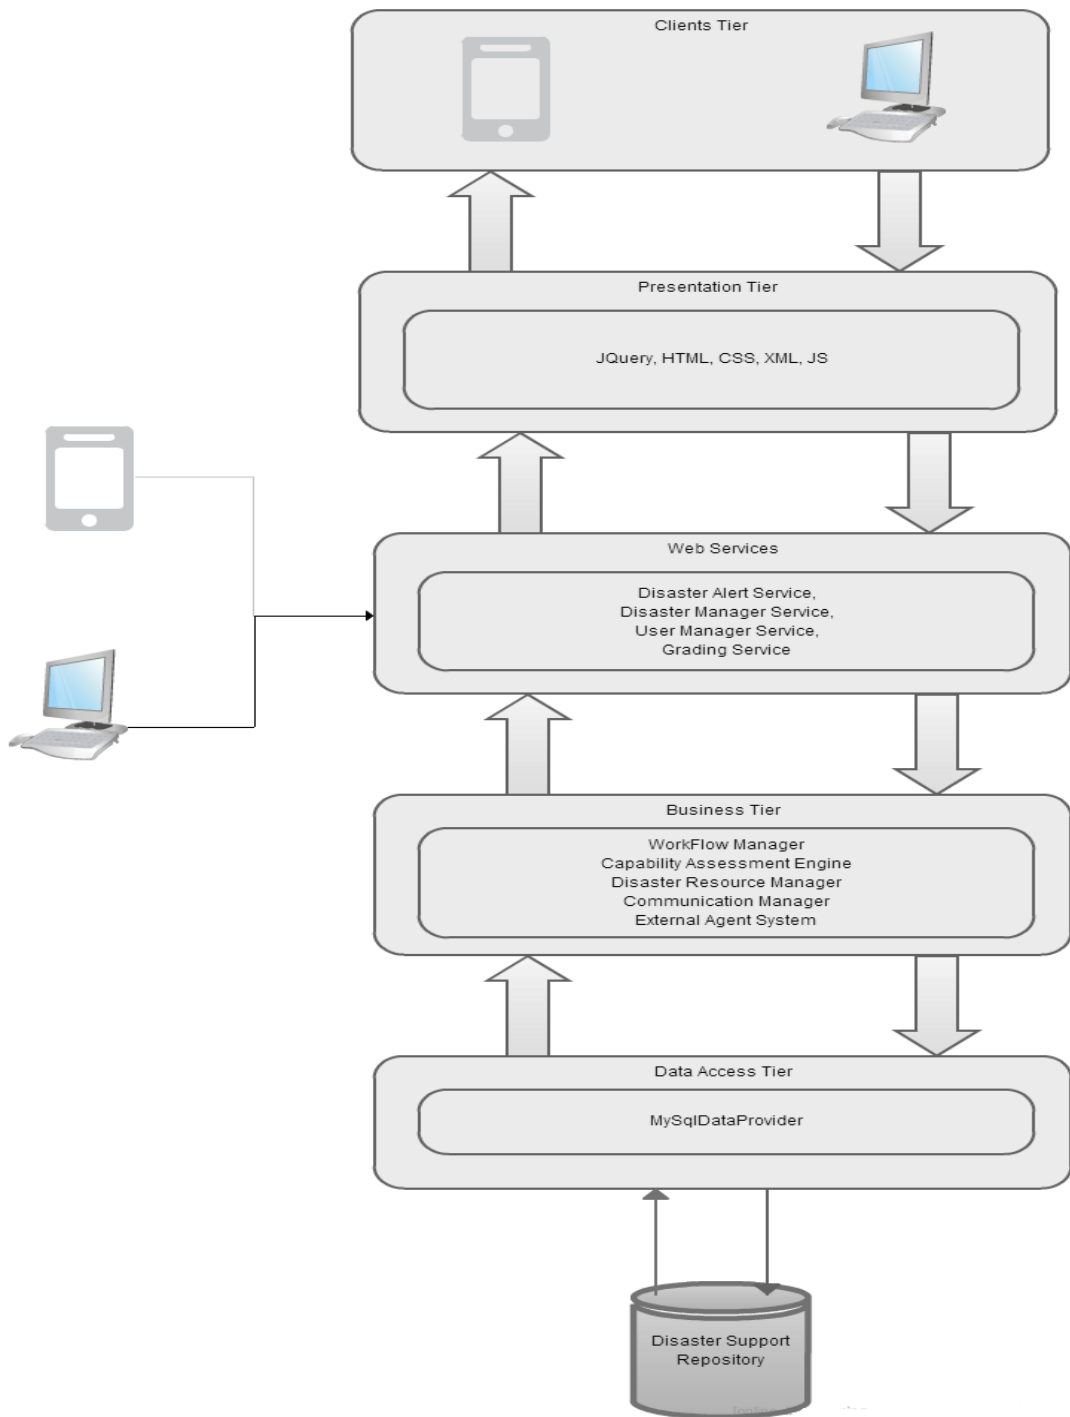 Clients Tier
Presentation Tier
JQuery, HTML, CSS, XML, JS
Web Services
Disaster Alert Service,
Disaster Manager Service,
User Manager Service,
Grading Service
Business Tier
WorkFlow Manager
Capability Assessment Engine
Disaster Resource Manager
Communication Manager
External Agent System
Data Access Tier
MySqlDataProvider
Disaster Support
Repository